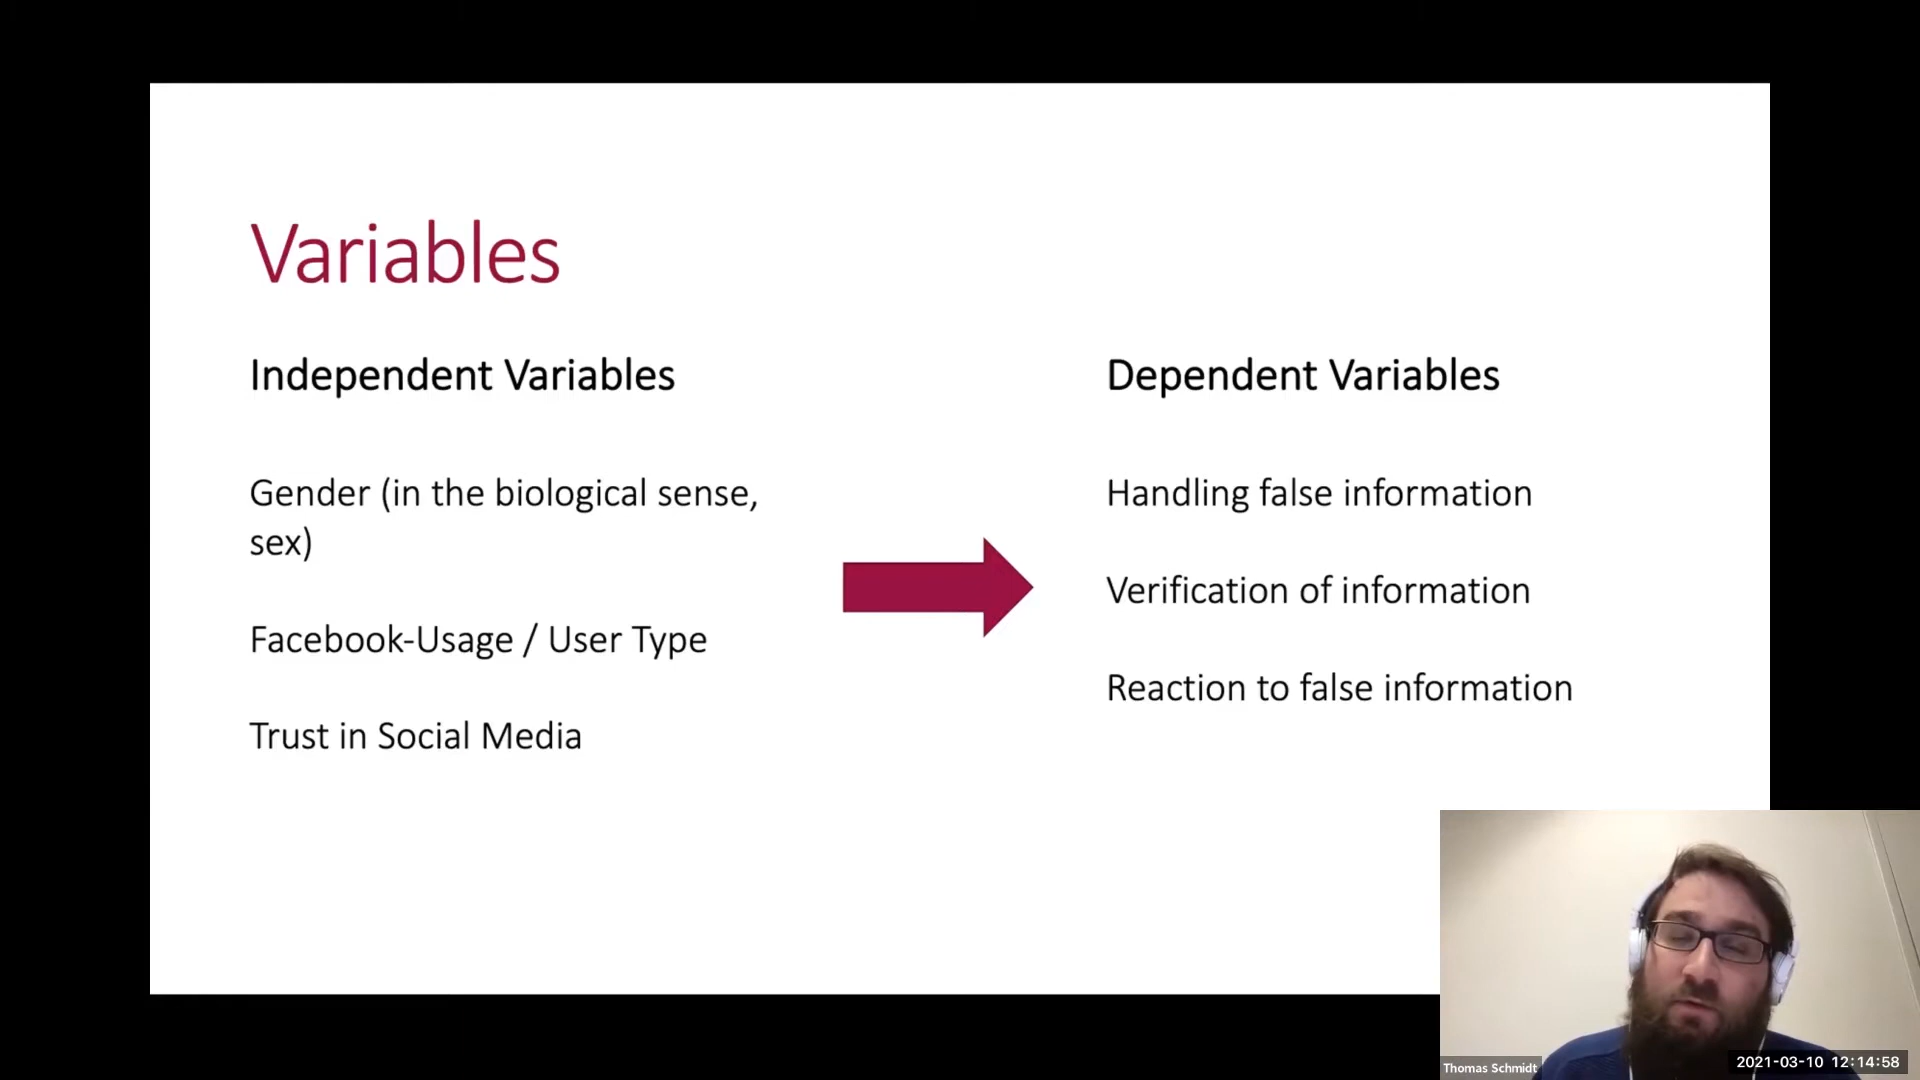 Variables
Independent Variables
Gender (in the biological sense,
sex)
Facebook-Usage / User Type
Trust in Social Media
Dependent Variables
Handling false information
Verification of information
Reaction to false information
Thomas Schmidt
2021-03-10 12:14:58